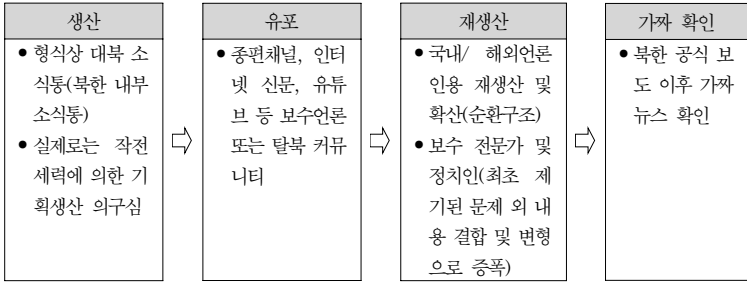 생산
● 형식상 대북 소
식통(북한 내부
소식통)
● 실제로는 작전
세력에 의한 기
획생산 의구심
유포
● 종편채널, 인터
넷 신문, 유튜
브 등 보수언론
또는 탈북 커뮤
니티
재생산
● 국내/ 해외언론
인용 재생산 및
확산(순환구조)
● 보수 전문가 및
정치인(최초 제
기된 문제 외 내
용 결합 및 변형
으로 증폭)
가짜 확인
● 북한 공식 보
도 이후 가짜
뉴스 확인